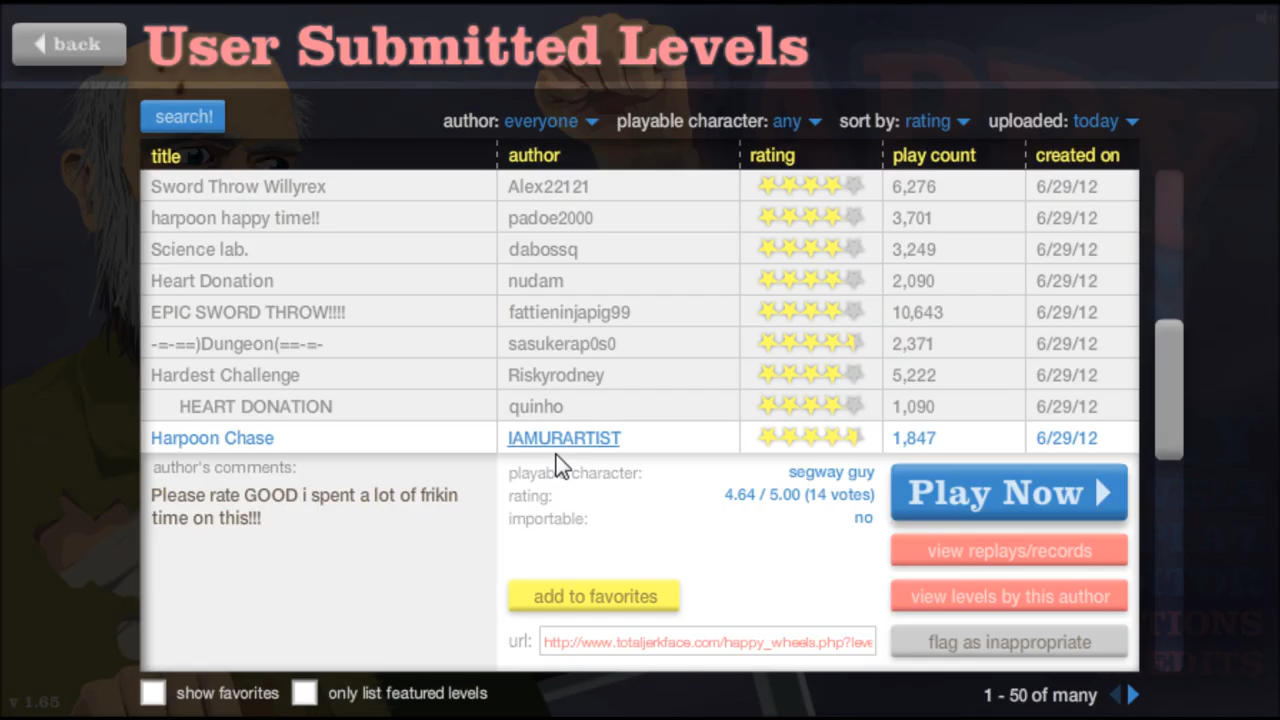 back
User Submitted Levels
search!
author: everyone playable character: any sort by: rating uploaded: today
title author rating play count created on
Sword Throw Willyrex Alex22121 6,276 6/29/12
harpoon happy time!! padoe2000 3,701 6/29/12
Science lab. dabossq 3,249 6/29/12
Heart Donation nudam 2,090 6/29/12
EPIC SWORD THROW!!!! fattieninjapig99 10,643 6/29/12
-=-==)Dungeon(==-=- sasukerap0s0 2,371 6/29/12
Hardest Challenge Riskyrodney 5,222 6/29/12
HEART DONATION quinho 1,090 6/29/12
Harpoon Chase IAMURARTIST 1,847 6/29/12
author's comments:
Please rate GOOD i spent a lot of frikin
time on this!!!
character: segway guy
rating: 4.64 / 5.00 (14 votes)
importable: no
add to favorites
url: http://www.totaljerkface.com/happy_wheels.php?leve
Play Now
view replays/records
view levels by this author
flag as inappropriate
show favorites only list featured levels
1 - 50 of many
v 1.65